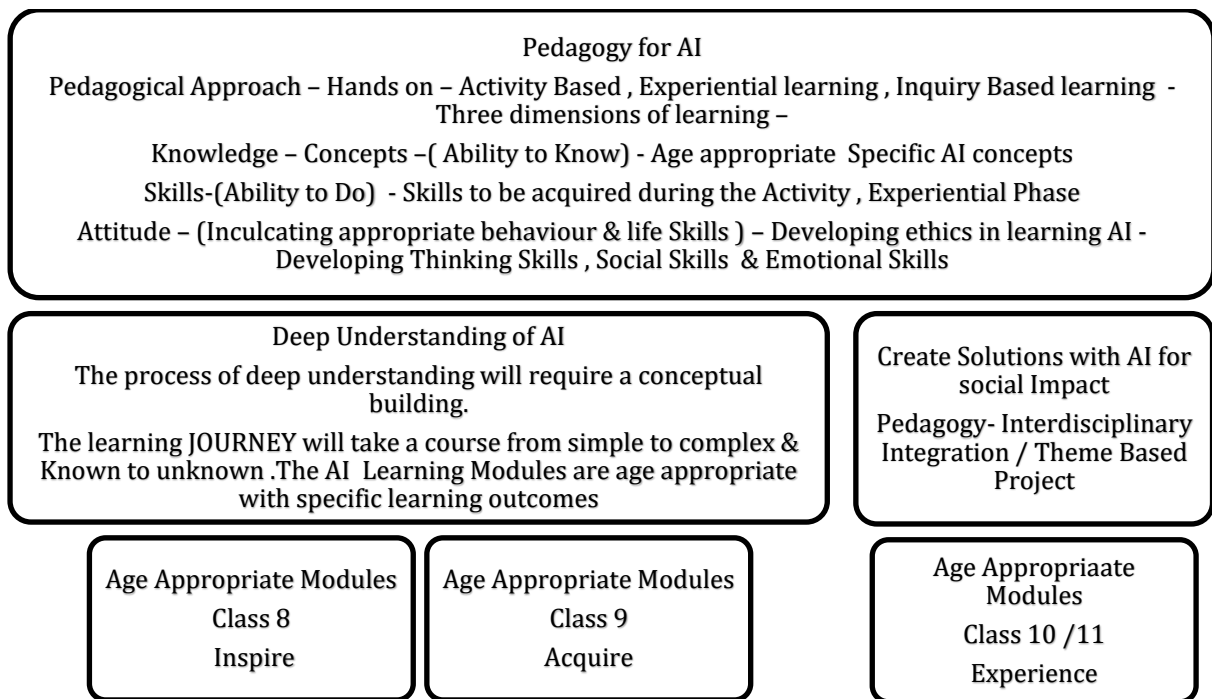 Pedagogy for AI
Pedagogical Approach – Hands on – Activity Based , Experiential learning , Inquiry Based learning -
Three dimensions of learning –
Knowledge – Concepts –( Ability to Know) - Age appropriate Specific AI concepts
Skills-(Ability to Do) - Skills to be acquired during the Activity , Experiential Phase
Attitude – (Inculcating appropriate behaviour & life Skills ) – Developing ethics in learning AI -
Developing Thinking Skills , Social Skills & Emotional Skills
Deep Understanding of AI
The process of deep understanding will require a conceptual
building.
The learning JOURNEY will take a course from simple to complex &
Known to unknown .The AI Learning Modules are age appropriate
with specific learning outcomes
Create Solutions with AI for
social Impact
Pedagogy- Interdisciplinary
Integration / Theme Based
Project
Age Appropriate Modules
Class 8
Inspire
Age Appropriate Modules
Class 9
Acquire
Age Appropriaate
Modules
Class 10 /11
Experience